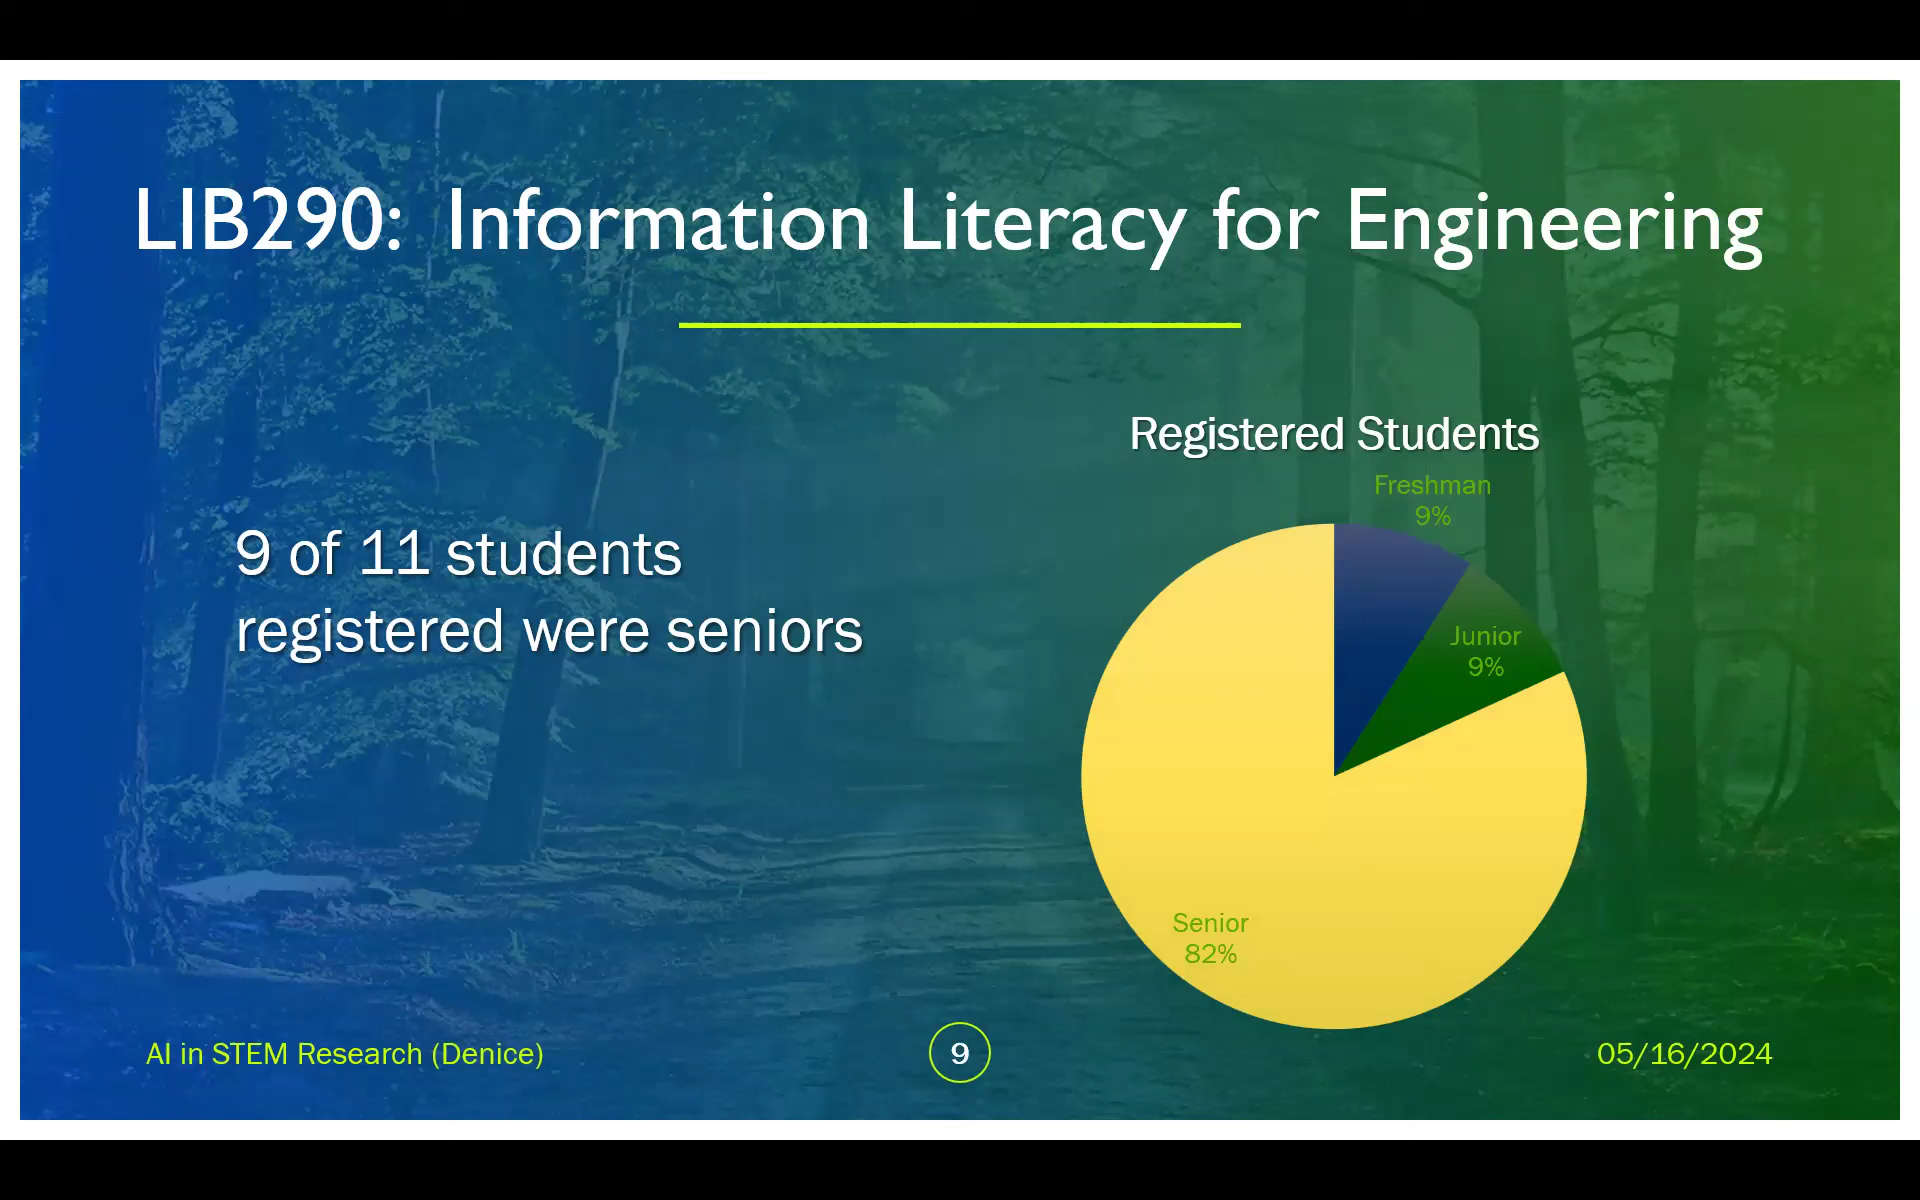 LIB290: Information Literacy for Engineering
9 of 11 students
registered were seniors
Registered Students
Freshman
9%
Junior
9%
Senior
82%
AI in STEM Research (Denice)
9
05/16/2024